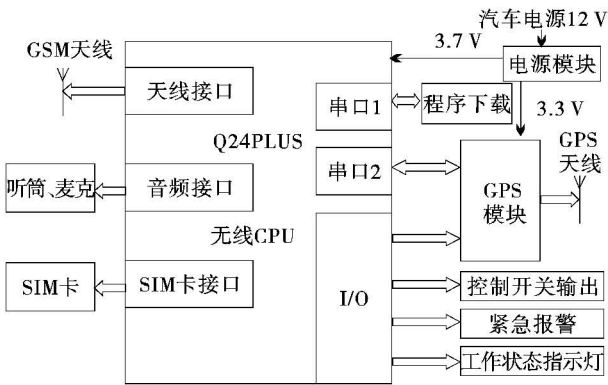 汽车电源12 V
GSM天线
3.7 V
电源模块
天线接口
串口1
程序下载
3.3 V
Q24PLUS
GPS
天线
串口2
听筒、麦克
音频接口
GPS
模块
无线CPU
SIM卡
SIM卡接口
I/O
控制开关输出
紧急报警
工作状态指示灯